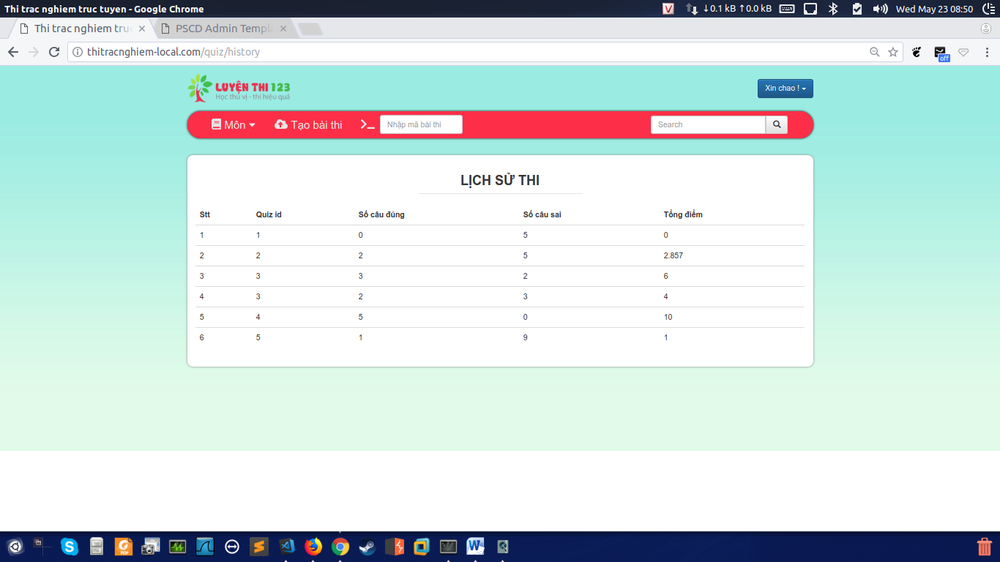 Thi trac nghiem truc tuyen - Google Chrome
↓0.1 kB ↑0.0 kB
Wed May 23 08:50
Thi trac nghiem truc
PSCD Admin Templa
thitracnghiem-local.com/quiz/history
off
LUYỆN THI 123
Học thú vị - thi hiệu quả
Xin chao !
Môn
Tạo bài thi
Nhập mã bài thi
Search
LỊCH SỬ THI
Stt Quiz id Số câu đúng Số câu sai Tổng điểm
1 1 0 5 0
2 2 2 5 2.857
3 3 3 2 6
4 3 2 3 4
5 4 5 0 10
6 5 1 9 1